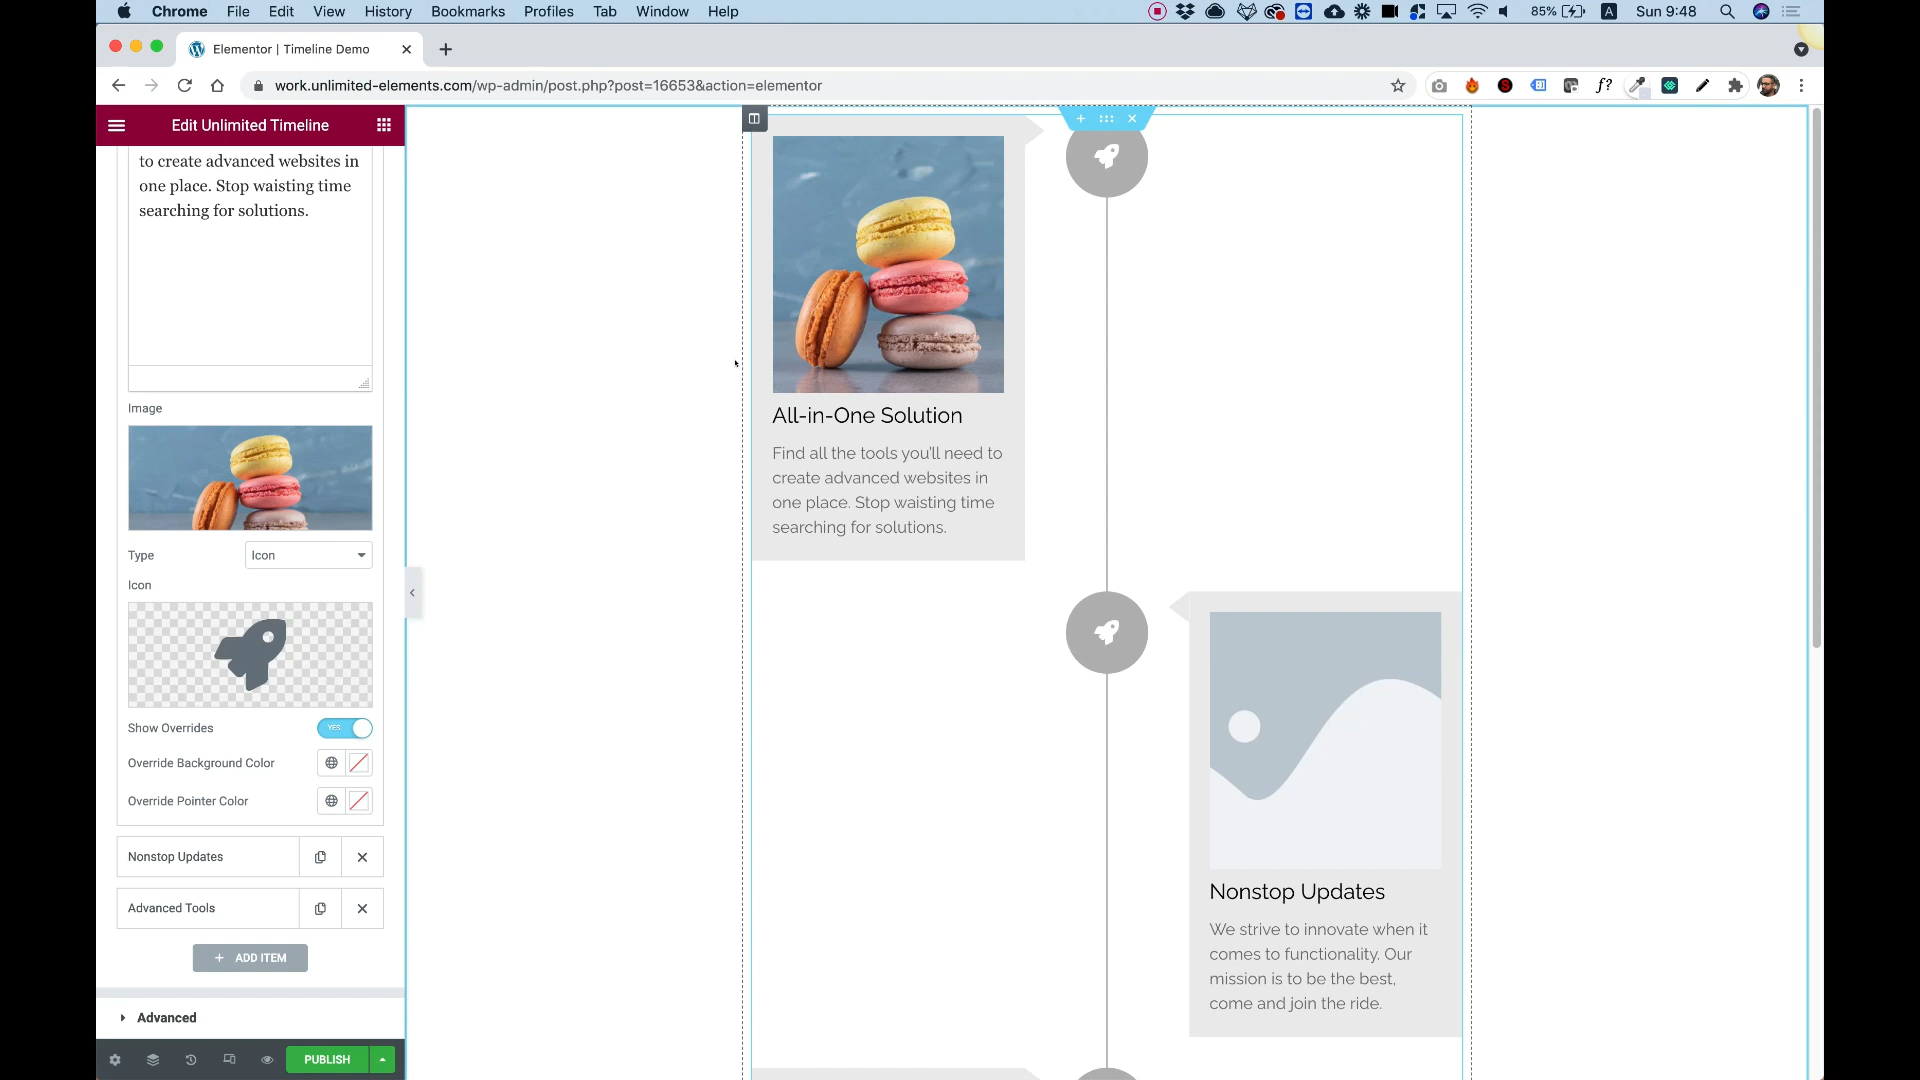 Chrome File Edit View History Bookmarks Profiles Tab Window Help
85% A Sun 9:48
Elementor | Timeline Demo
work.unlimited-elements.com/wp-admin/post.php?post=16653&action=elementor
f?
Edit Unlimited Timeline
to create advanced websites in
one place. Stop waisting time
searching for solutions.
Image
Type Icon
Icon
Show Overrides YES
Override Background Color
Override Pointer Color
Nonstop Updates
Advanced Tools
+ ADD ITEM
Advanced
PUBLISH
All-in-One Solution
Find all the tools you'll need to
create advanced websites in
one place. Stop waisting time
searching for solutions.
Nonstop Updates
We strive to innovate when it
comes to functionality. Our
mission is to be the best,
come and join the ride.